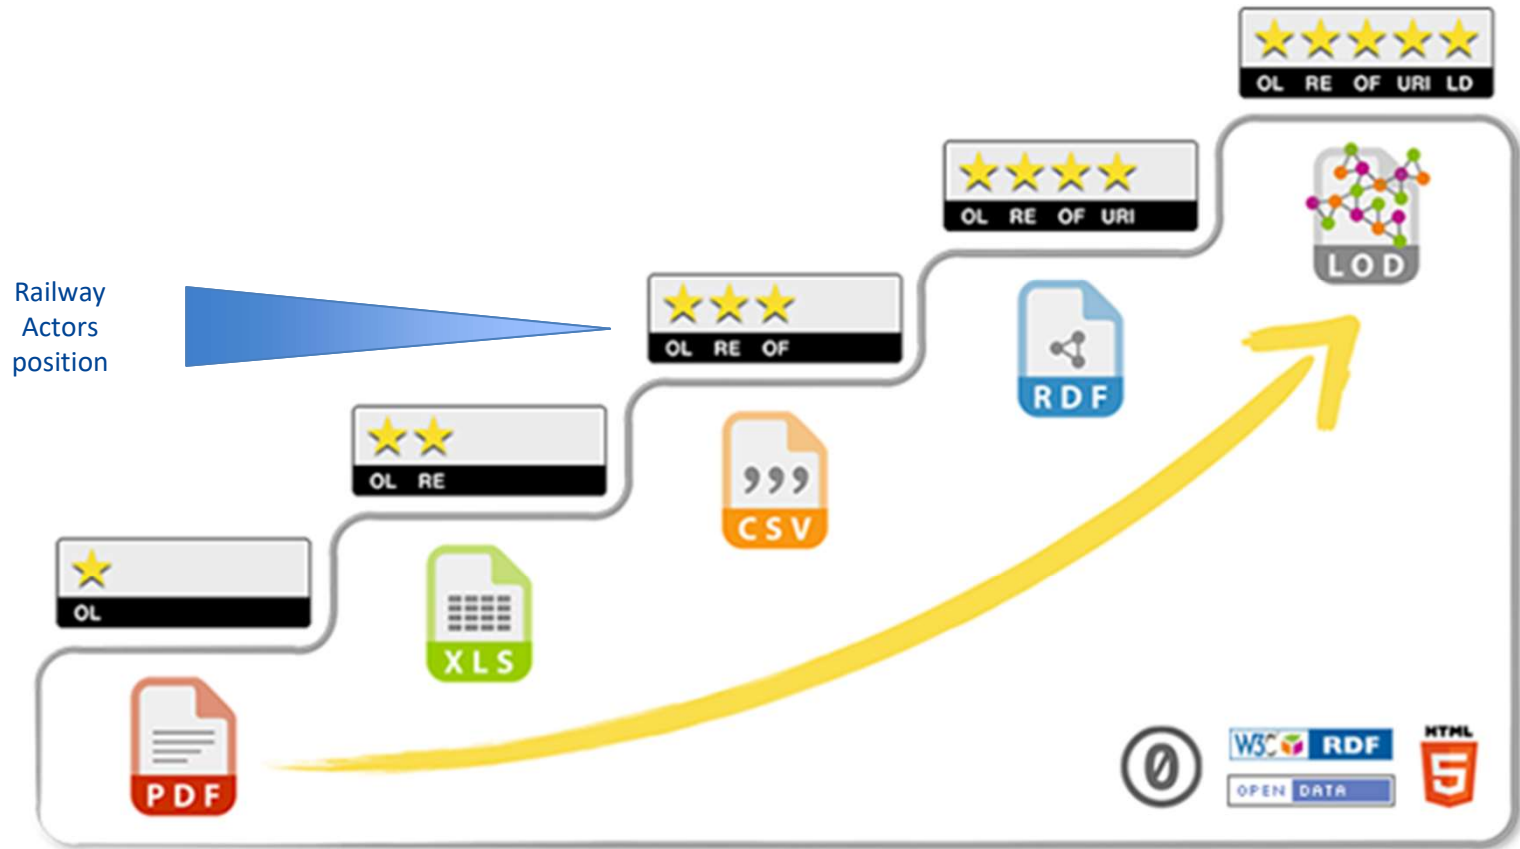 OL RE OF URI LD
OL RE OF URI
LOD
Railway
Actors
position
OL RE OF
RDF
OL RE
CSV
OL
XLS
PDF
0
W3C RDF
OPEN DATA
HTML
5